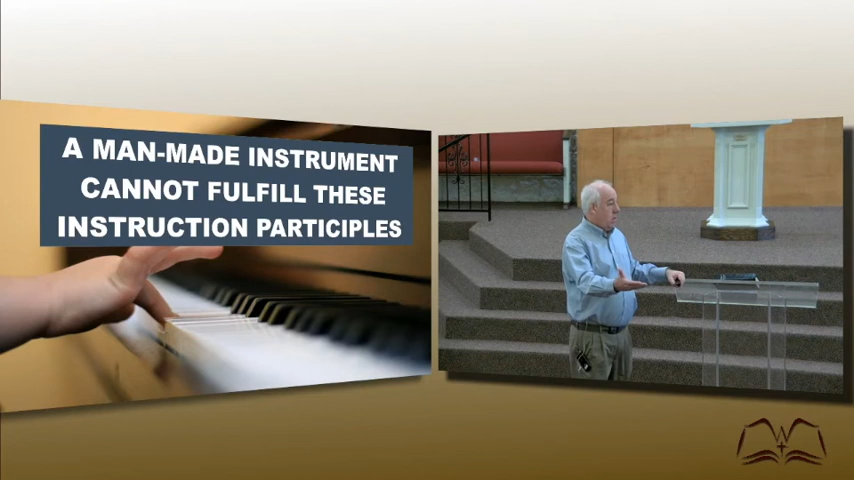 A MAN-MADE INSTRUMENT
CANNOT FULFILL THESE
INSTRUCTION PARTICIPLES